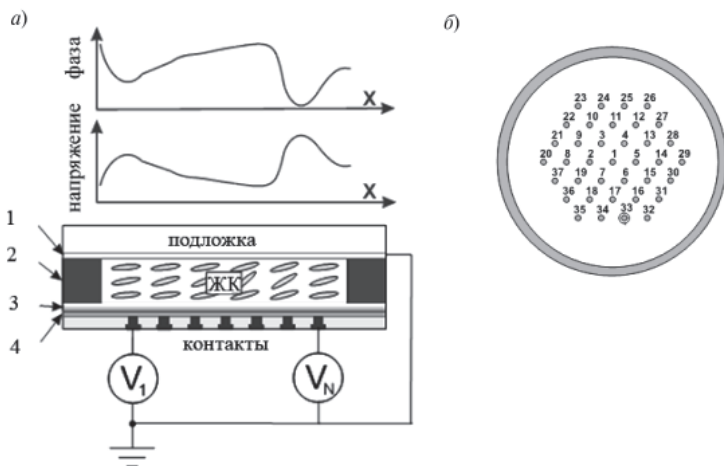 а)
фаза
X
напряжение
X
1
2
3
4
подложка
ЖК
контакты
V1
VN
б)
23 24 25 26
22 10 11 12 27
21 9 3 4 13 28
20 8 2 1 5 14 29
37 19 7 6 15 30
36 18 17 16 31
35 34 33 32